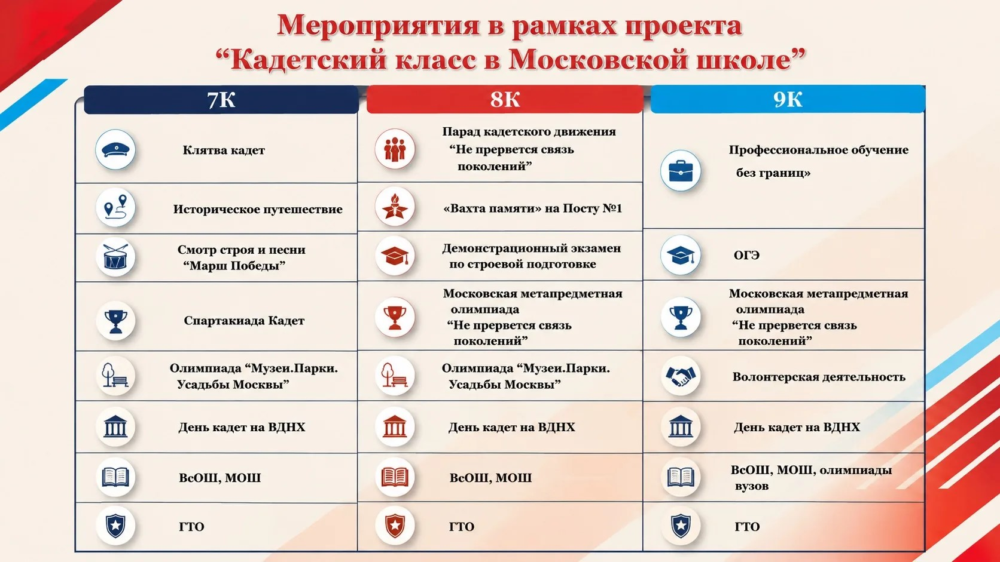 Мероприятия в рамках проекта
“Кадетский класс в Московской школе”
7К
8К
9К
Клятва кадет
Парад кадетского движения
“Не прервется связь
поколений”
Профессиональное обучение
без границ»
Историческое путешествие
«Вахта памяти» на Посту №1
Смотр строя и песни
“Марш Победы”
Демонстрационный экзамен
по строевой подготовке
ОГЭ
Спартакиада Кадет
Московская метапредметная
олимпиада
“Не прервется связь
поколений”
Московская метапредметная
олимпиада
“Не прервется связь
поколений”
Олимпиада “Музеи.Парки.
Усадьбы Москвы”
Олимпиада “Музеи.Парки.
Усадьбы Москвы”
Волонтерская деятельность
День кадет на ВДНХ
День кадет на ВДНХ
День кадет на ВДНХ
ВсОШ, МОШ
ВсОШ, МОШ
ВсОШ, МОШ, олимпиады
вузов
ГТО
ГТО
ГТО